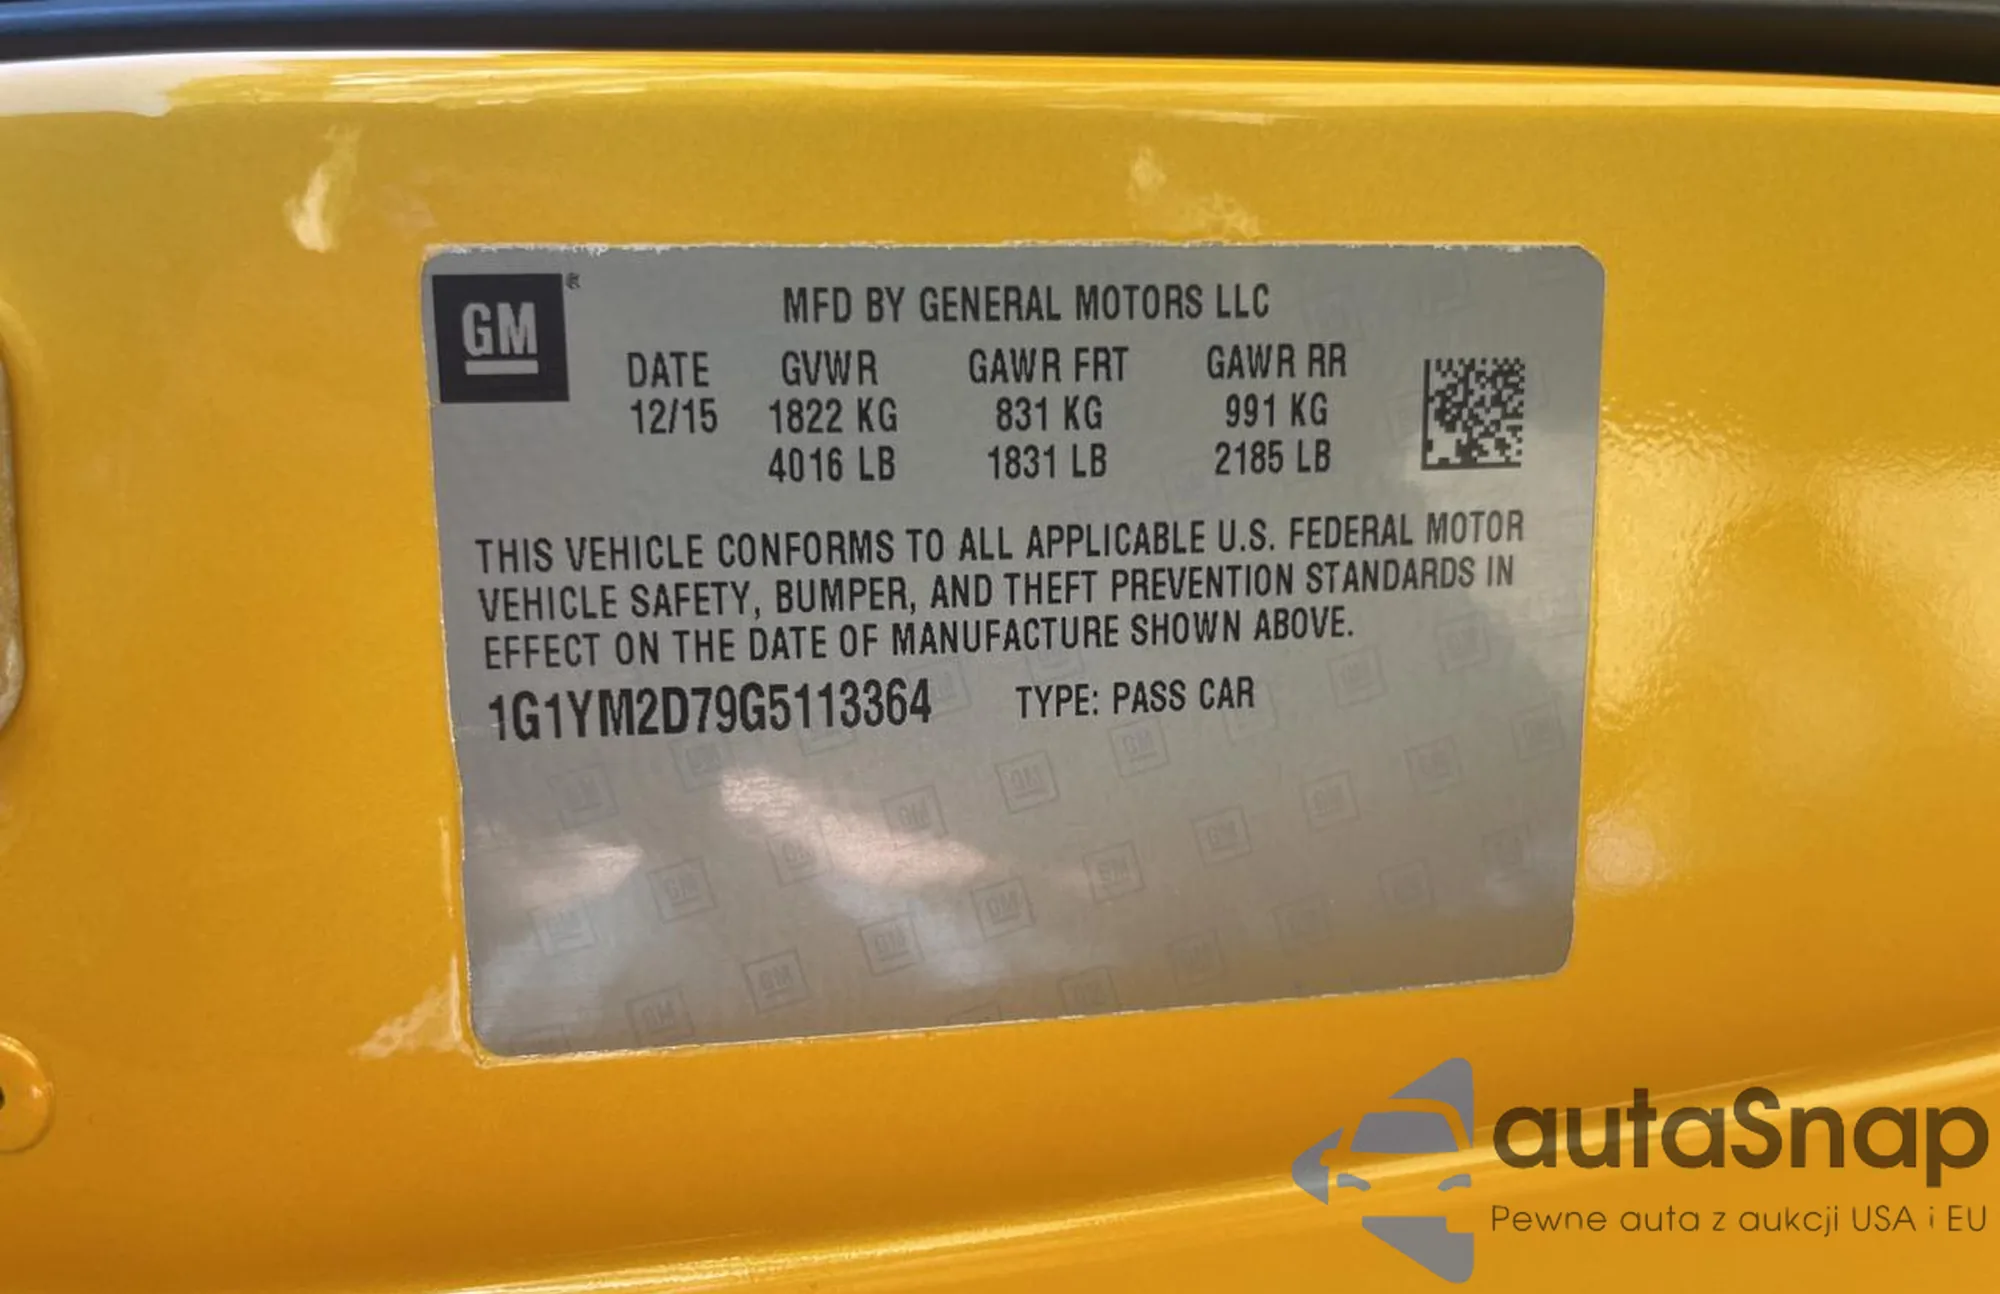 GM®
MFD BY GENERAL MOTORS LLC
DATE GVWR GAWR FRT GAWR RR
12/15 1822 KG 831 KG 991 KG
4016 LB 1831 LB 2185 LB
THIS VEHICLE CONFORMS TO ALL APPLICABLE U.S. FEDERAL MOTOR
VEHICLE SAFETY, BUMPER, AND THEFT PREVENTION STANDARDS IN
EFFECT ON THE DATE OF MANUFACTURE SHOWN ABOVE.
1G1YM2D79G5113364 TYPE: PASS CAR
autaSnap
Pewne auta z aukcji USA i EU